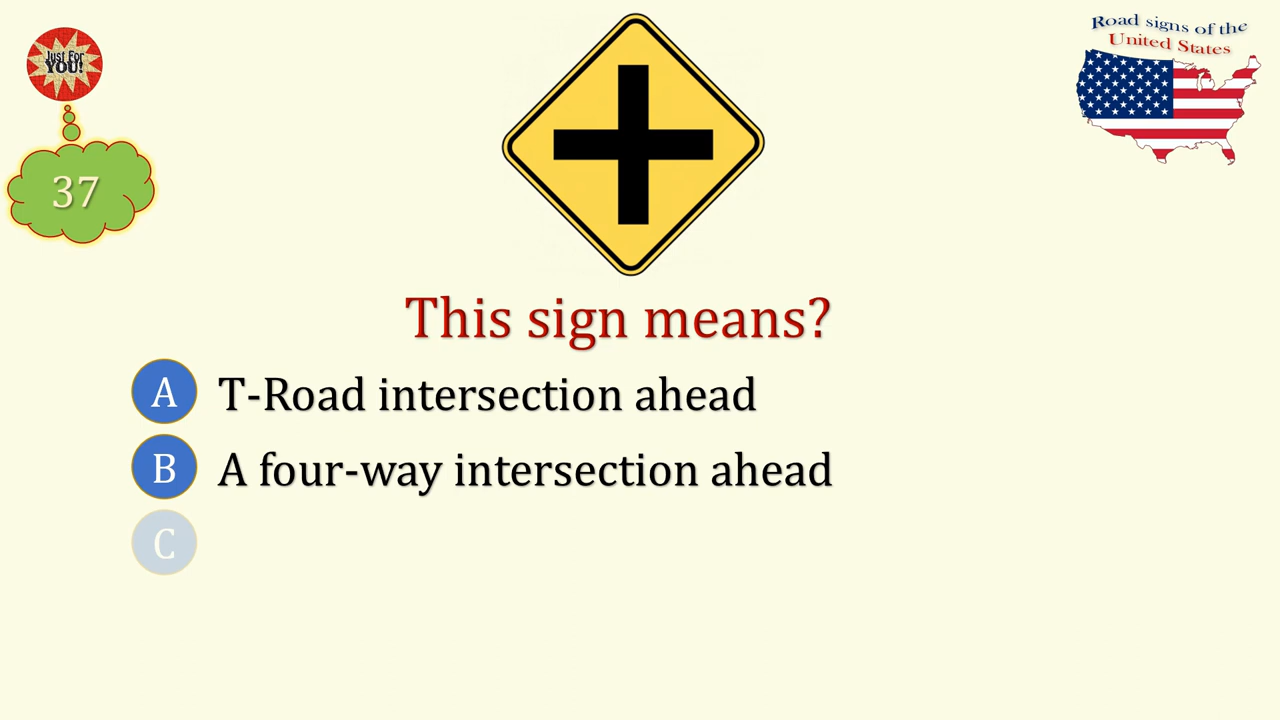 Just For
YOU!
37
Road signs of the
United States
This sign means?
A T-Road intersection ahead
B A four-way intersection ahead
C